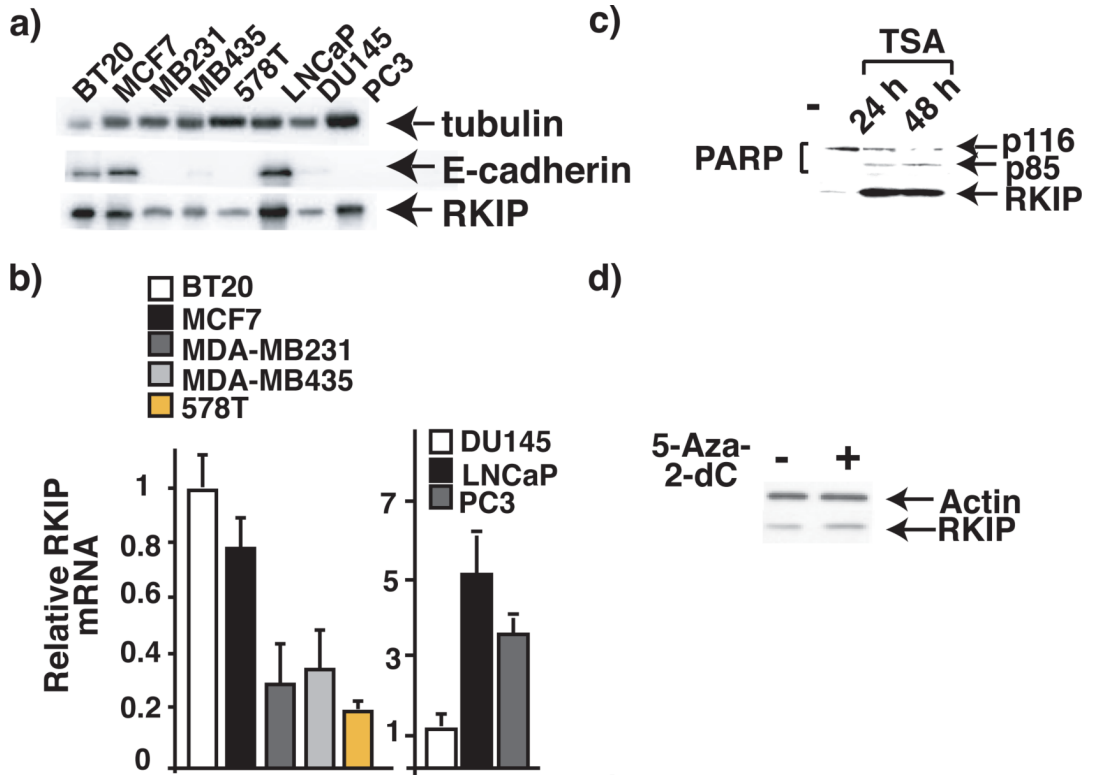 a)
BT20
MCF7
MB231
MB435
578T
LNCaP
DU145
PC3
tubulin
E-cadherin
RKIP
b)
BT20
MCF7
MDA-MB231
MDA-MB435
578T
Relative RKIP
mRNA
1
0.8
0.6
0.4
0.2
0
DU145
LNCaP
PC3
7
5
3
1
c)
TSA
-
24 h
48 h
PARP [
p116
p85
RKIP
d)
5-Aza-
2-dC
- +
Actin
RKIP